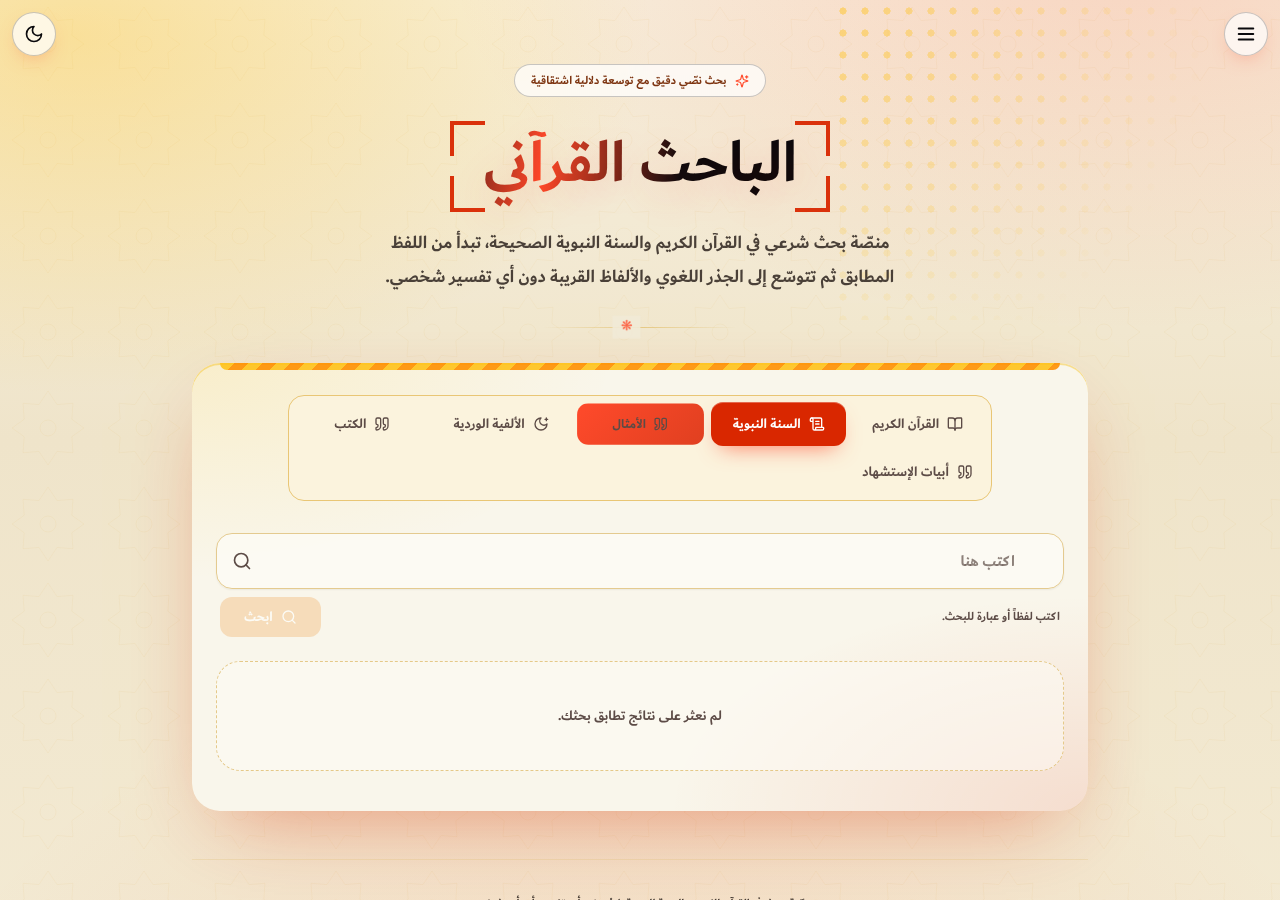 بحث نصّي دقيق مع توسعة دلالية اشتقاقية
الباحث القرآني
منصّة بحث شرعي في القرآن الكريم والسنة النبوية الصحيحة، تبدأ من اللفظ
المطابق ثم تتوسّع إلى الجذر اللغوي والألفاظ القريبة دون أي تفسير شخصي.
القرآن الكريم
السنة النبوية
الأمثال
الألفية الوردية
الكتب
أبيات الإستشهاد
اكتب هنا
اكتب لفظاً أو عبارة للبحث.
ابحث
لم نعثر على نتائج تطابق بحثك.